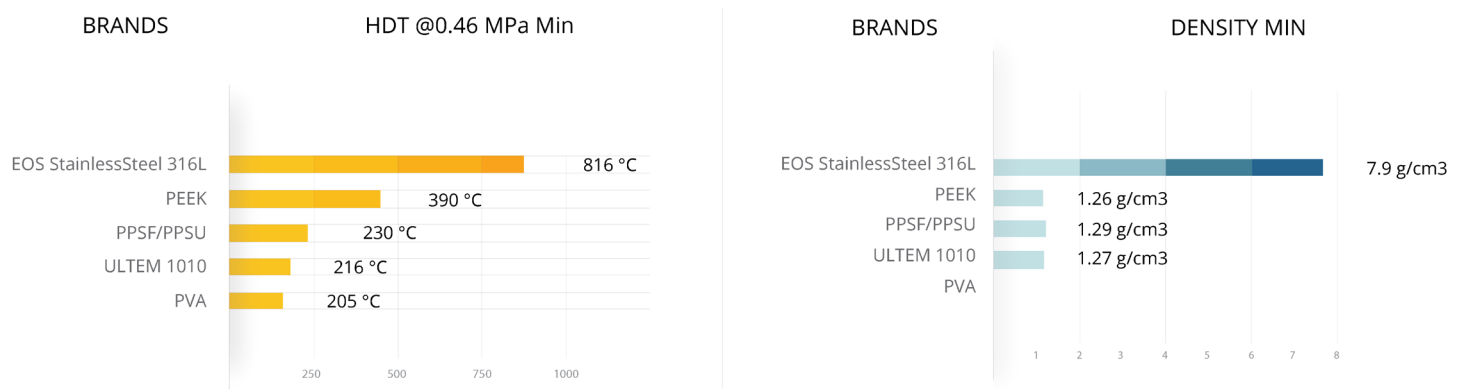 BRANDS HDT @0.46 MPa Min
EOS StainlessSteel 316L 816 °C
PEEK 390 °C
PPSF/PPSU 230 °C
ULTEM 1010 216 °C
PVA 205 °C
250 500 750 1000
BRANDS DENSITY MIN
EOS StainlessSteel 316L 7.9 g/cm3
PEEK 1.26 g/cm3
PPSF/PPSU 1.29 g/cm3
ULTEM 1010 1.27 g/cm3
PVA
1 2 3 4 5 6 7 8